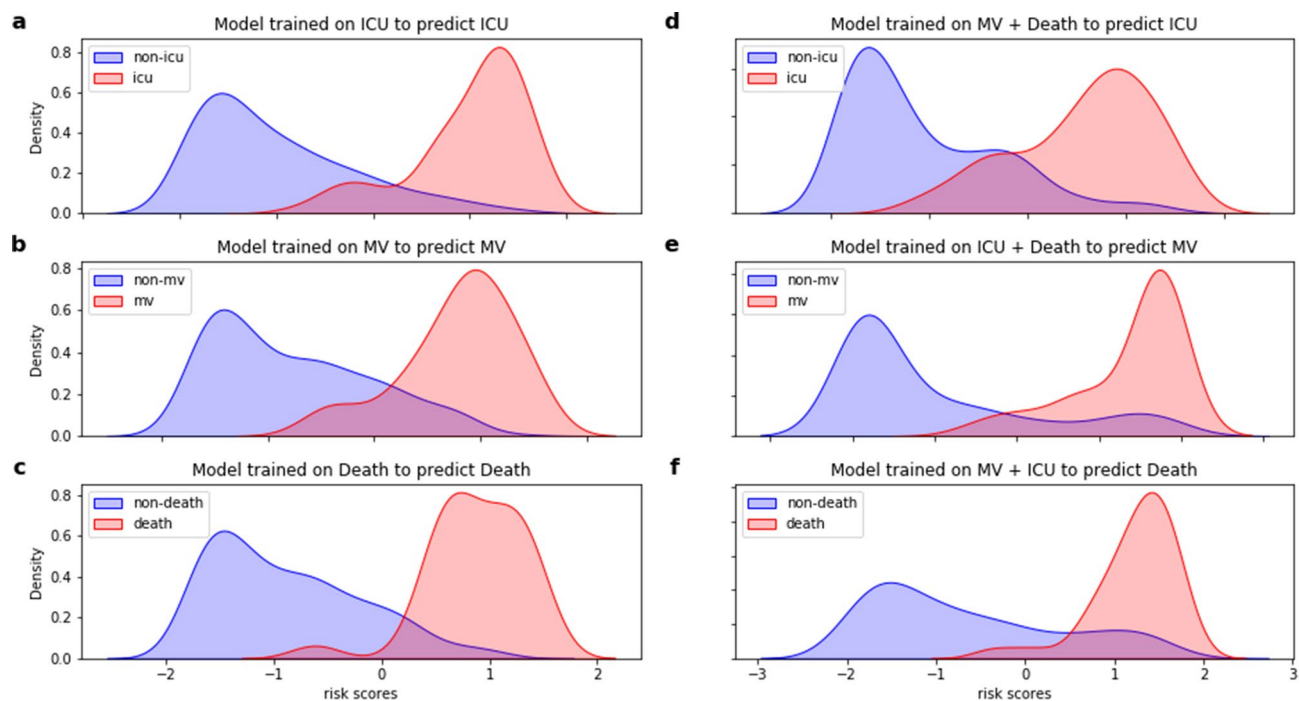 a
Model trained on ICU to predict ICU
non-icu
icu
Density
0.8
0.6
0.4
0.2
0.0
b
Model trained on MV to predict MV
non-mv
mv
Density
0.8
0.6
0.4
0.2
0.0
c
Model trained on Death to predict Death
non-death
death
Density
0.8
0.6
0.4
0.2
0.0
−2 −1 0 1 2
risk scores
d
Model trained on MV + Death to predict ICU
non-icu
icu
e
Model trained on ICU + Death to predict MV
non-mv
mv
f
Model trained on MV + ICU to predict Death
non-death
death
−3 −2 −1 0 1 2 3
risk scores